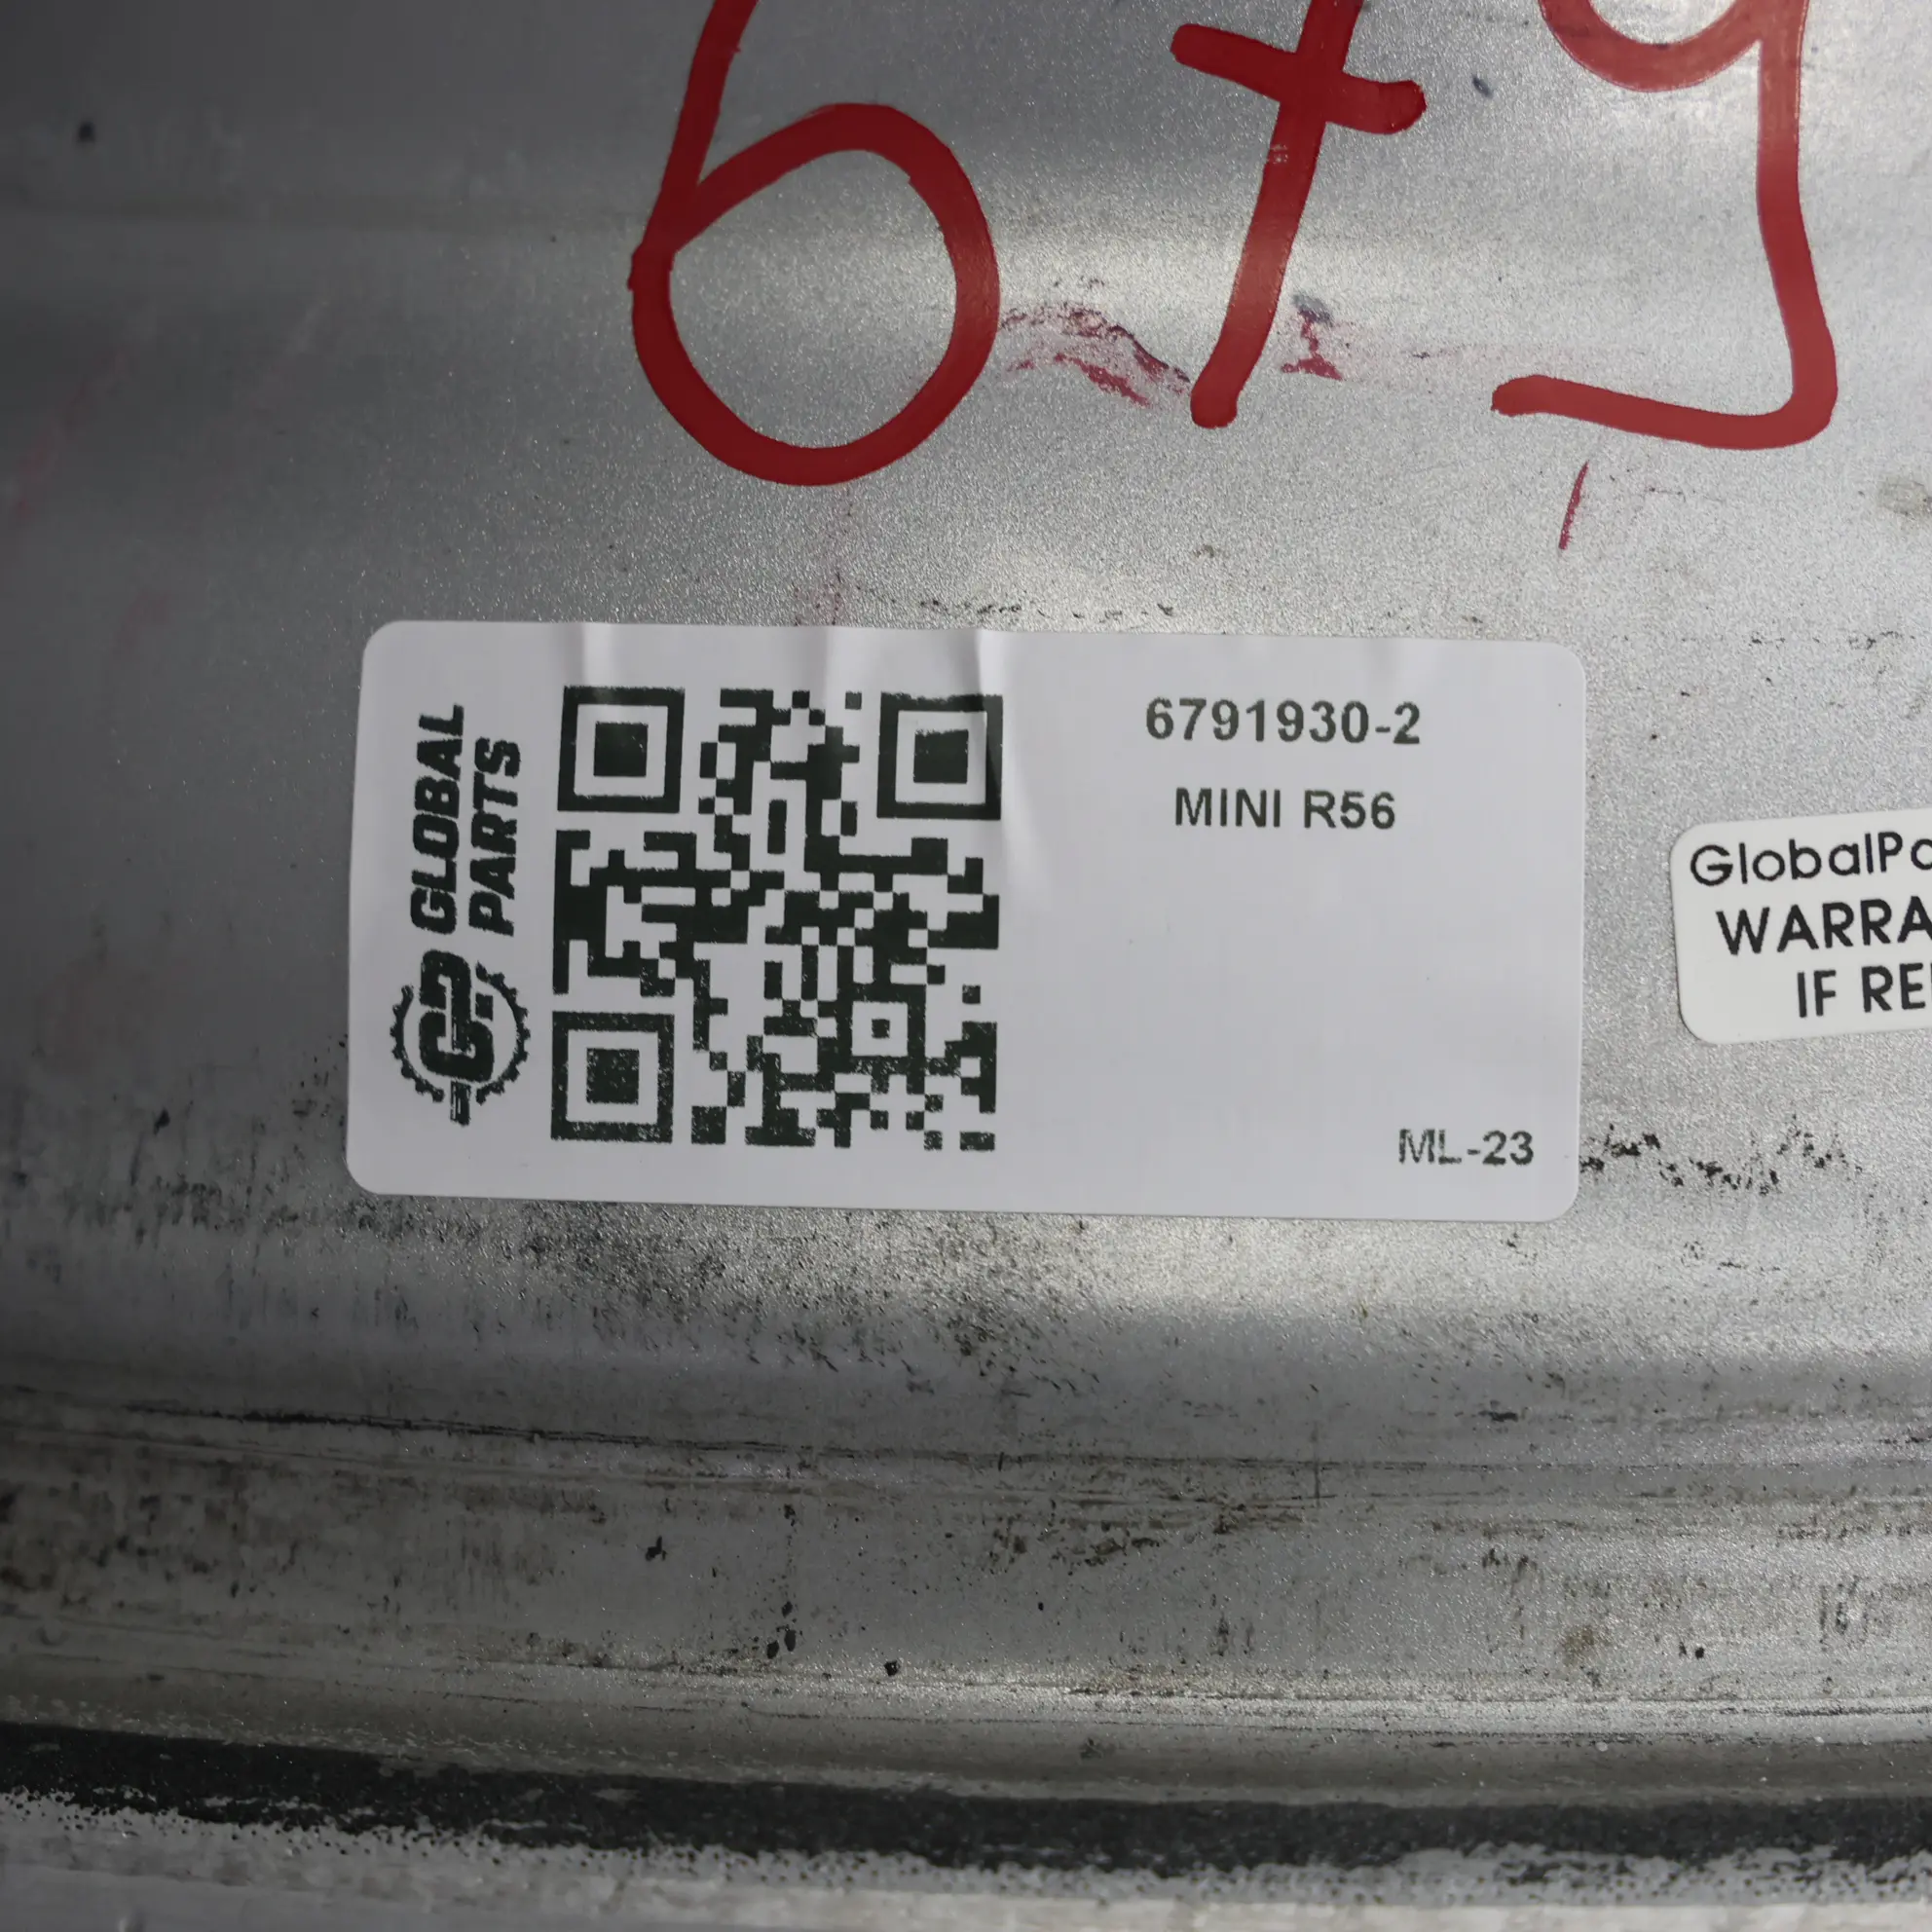 679
GLOBAL
PARTS
6791930-2
MINI R56
ML-23
GlobalPa
WARRA
IF RE